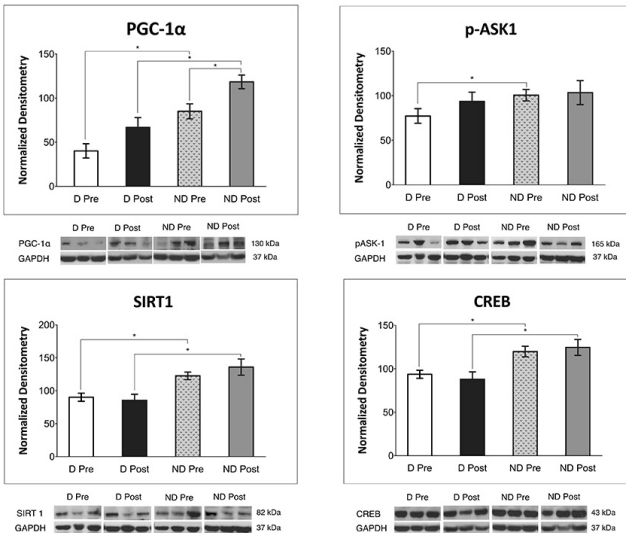 PGC-1α
Normalized Densitometry
150
100
50
0
* * *
D Pre D Post ND Pre ND Post
D Pre D Post ND Pre ND Post
PGC-1α 130 kDa
GAPDH 37 kDa
p-ASK1
Normalized Densitometry
150
100
50
0
*
D Pre D Post ND Pre ND Post
D Pre D Post ND Pre ND Post
pASK-1 165 kDa
GAPDH 37 kDa
SIRT1
Normalized Densitometry
200
150
100
50
0
* *
D Pre D Post ND Pre ND Post
D Pre D Post ND Pre ND Post
SIRT 1 82 kDa
GAPDH 37 kDa
CREB
Normalized Densitometry
150
100
50
0
* *
D Pre D Post ND Pre ND Post
D Pre D Post ND Pre ND Post
CREB 43 kDa
GAPDH 37 kDa